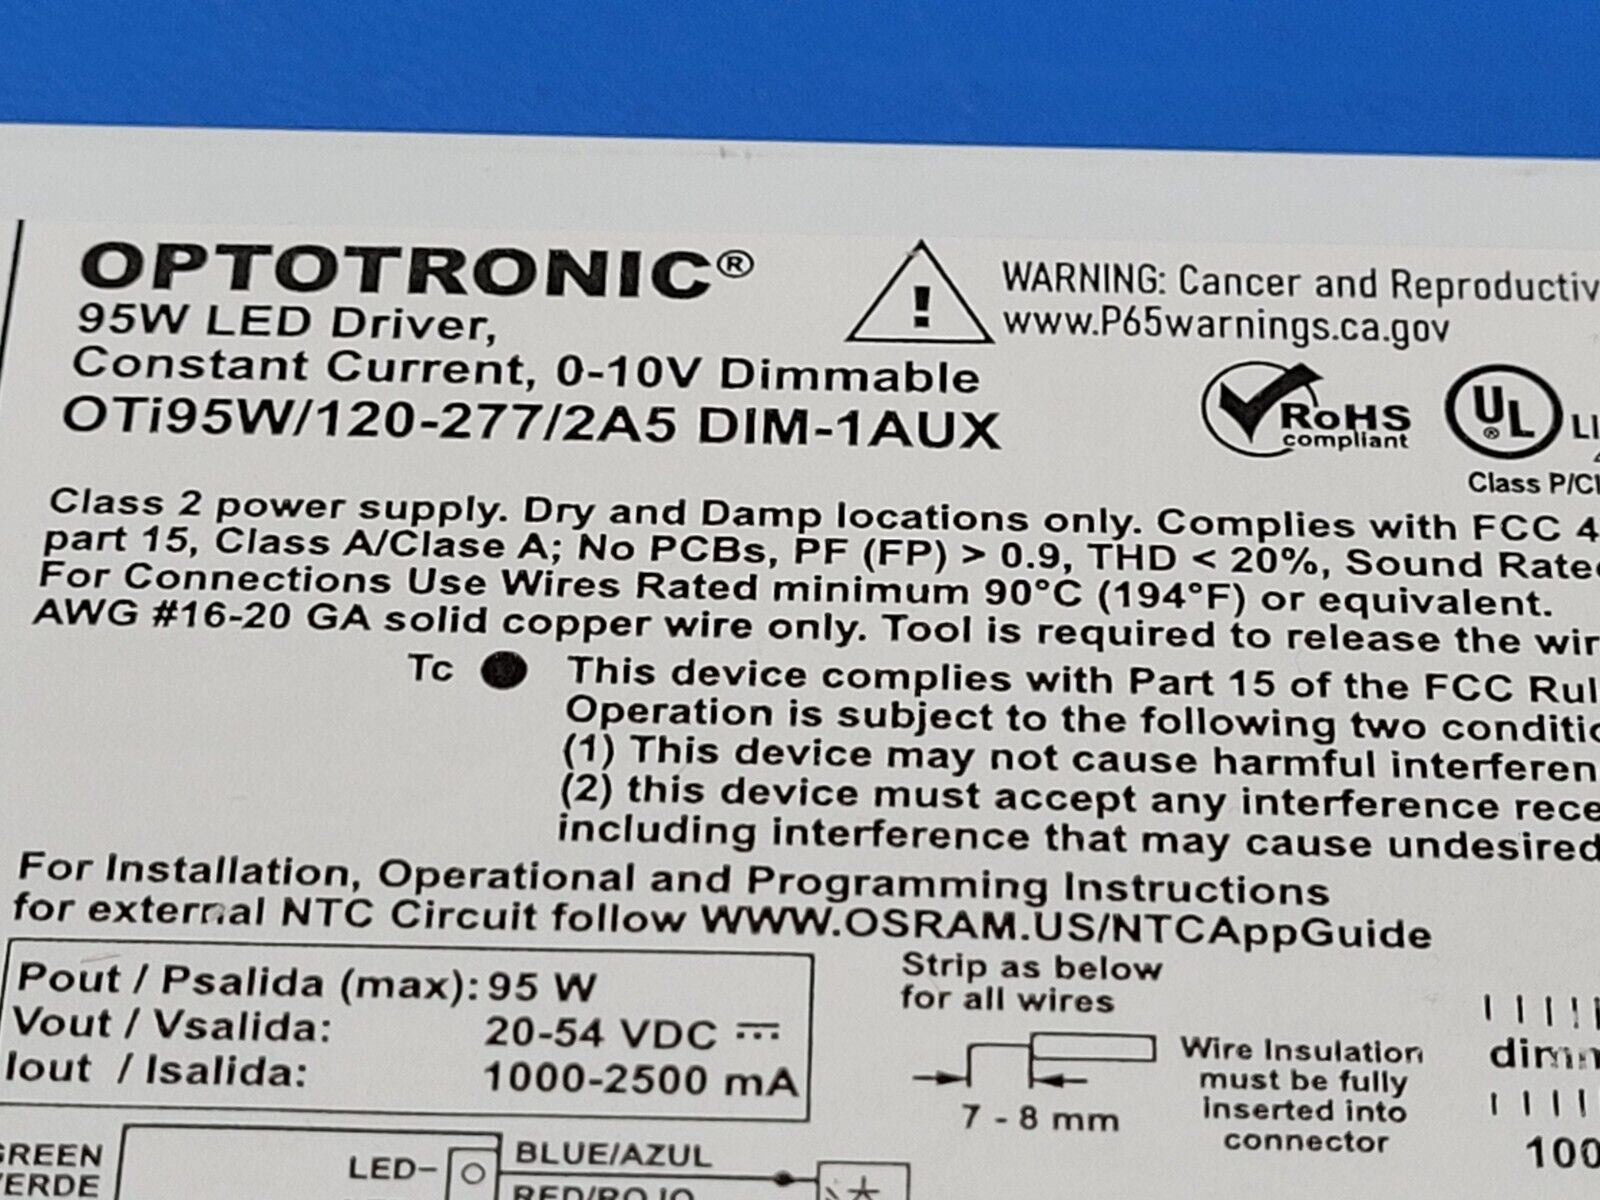 OPTOTRONIC®
95W LED Driver,
Constant Current, 0-10V Dimmable
OTi95W/120-277/2A5 DIM-1AUX
WARNING: Cancer and Reproductiv
www.P65warnings.ca.gov
RoHS
compliant
UL
®
LI
Class P/Cl
Class 2 power supply. Dry and Damp locations only. Complies with FCC 4
part 15, Class A/Clase A; No PCBs, PF (FP) > 0.9, THD < 20%, Sound Rate
For Connections Use Wires Rated minimum 90°C (194°F) or equivalent.
AWG #16-20 GA solid copper wire only. Tool is required to release the wir
Tc
This device complies with Part 15 of the FCC Rul
Operation is subject to the following two conditio
(1) This device may not cause harmful interferen
(2) this device must accept any interference rece
including interference that may cause undesired
For Installation, Operational and Programming Instructions
for external NTC Circuit follow WWW.OSRAM.US/NTCAppGuide
Pout / Psalida (max): 95 W
Vout / Vsalida: 20-54 VDC
Iout / Isalida: 1000-2500 mA
Strip as below
for all wires
7 - 8 mm
Wire Insulation
must be fully
inserted into
connector
dimm
100
GREEN
VERDE
LED-
BLUE/AZUL
RED/ROJO